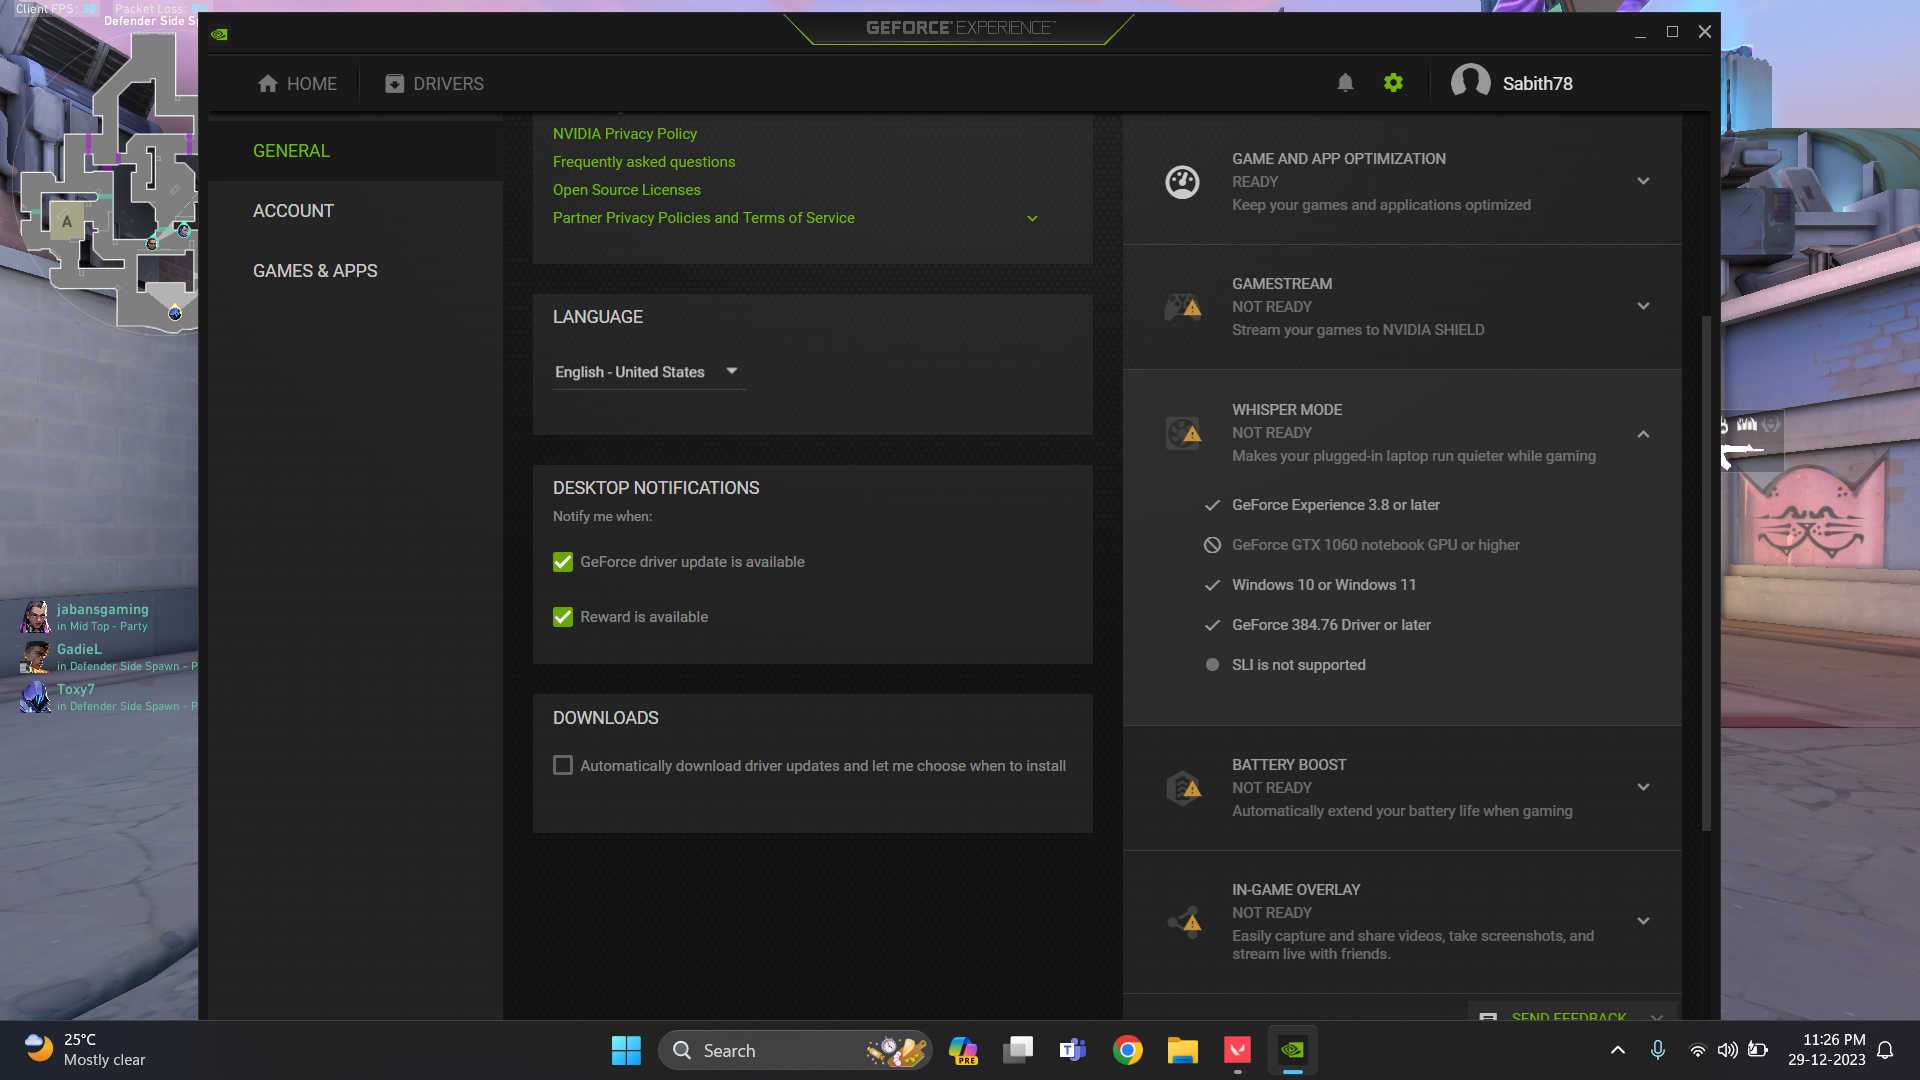 Client FPS: 30 Packet Loss: 0%
Defender Side Sp
A
jabansgaming
in Mid Top - Party
GadieL
in Defender Side Spawn - P
Toxy7
in Defender Side Spawn - P
GEFORCE EXPERIENCE
HOME
DRIVERS
Sabith78
GENERAL
ACCOUNT
GAMES & APPS
NVIDIA Privacy Policy
Frequently asked questions
Open Source Licenses
Partner Privacy Policies and Terms of Service
LANGUAGE
English - United States
DESKTOP NOTIFICATIONS
Notify me when:
GeForce driver update is available
Reward is available
DOWNLOADS
Automatically download driver updates and let me choose when to install
GAME AND APP OPTIMIZATION
READY
Keep your games and applications optimized
GAMESTREAM
NOT READY
Stream your games to NVIDIA SHIELD
WHISPER MODE
NOT READY
Makes your plugged-in laptop run quieter while gaming
GeForce Experience 3.8 or later
GeForce GTX 1060 notebook GPU or higher
Windows 10 or Windows 11
GeForce 384.76 Driver or later
SLI is not supported
BATTERY BOOST
NOT READY
Automatically extend your battery life when gaming
IN-GAME OVERLAY
NOT READY
Easily capture and share videos, take screenshots, and
stream live with friends.
SEND FEEDBACK
25°C
Mostly clear
Search
PRE
11:26 PM
29-12-2023